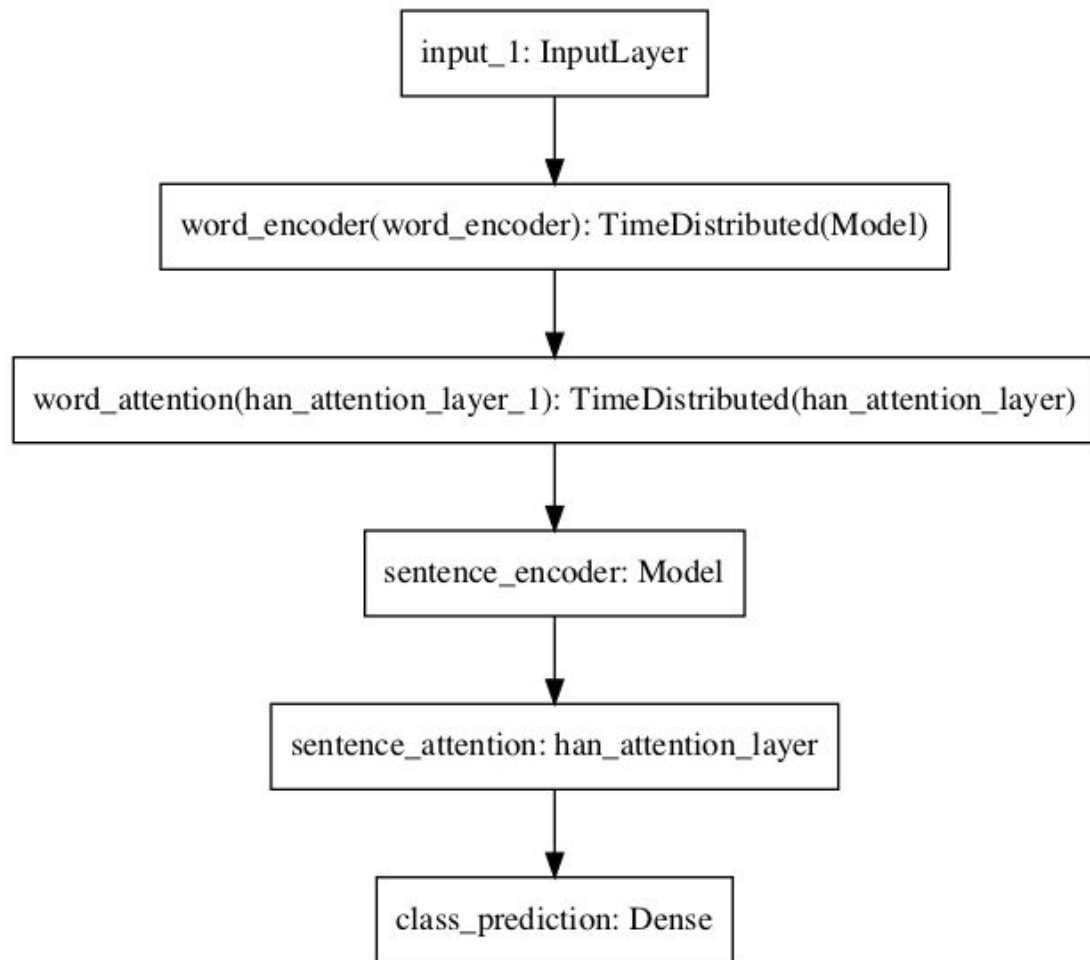 input_1: InputLayer
word_encoder(word_encoder): TimeDistributed(Model)
word_attention(han_attention_layer_1): TimeDistributed(han_attention_layer)
sentence_encoder: Model
sentence_attention: han_attention_layer
class_prediction: Dense